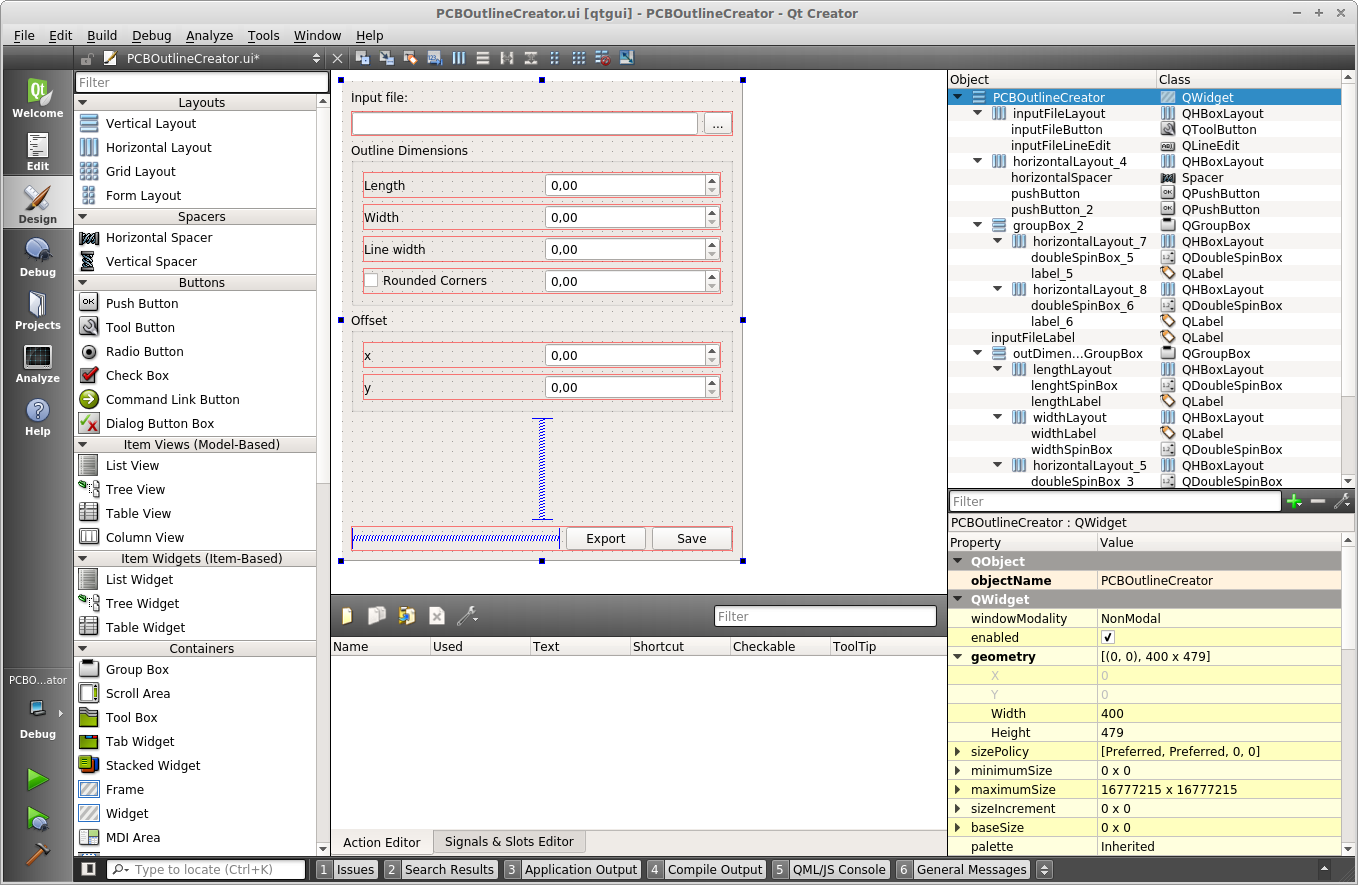 PCBOutlineCreator.ui [qtgui] - PCBOutlineCreator - Qt Creator
File Edit Build Debug Analyze Tools Window Help
PCBOutlineCreator.ui*
Welcome
Edit
Design
Debug
Projects
Analyze
Help
PCBO...ator
Debug
Filter
Layouts
Vertical Layout
Horizontal Layout
Grid Layout
Form Layout
Spacers
Horizontal Spacer
Vertical Spacer
Buttons
Push Button
Tool Button
Radio Button
Check Box
Command Link Button
Dialog Button Box
Item Views (Model-Based)
List View
Tree View
Table View
Column View
Item Widgets (Item-Based)
List Widget
Tree Widget
Table Widget
Containers
Group Box
Scroll Area
Tool Box
Tab Widget
Stacked Widget
Frame
Widget
MDI Area
Input file:
...
Outline Dimensions
Length 0,00
Width 0,00
Line width 0,00
Rounded Corners 0,00
Offset
x 0,00
y 0,00
Export Save
Filter
Name Used Text Shortcut Checkable ToolTip
Action Editor Signals & Slots Editor
Object Class
PCBOutlineCreator QWidget
inputFileLayout QHBoxLayout
inputFileButton QToolButton
inputFileLineEdit QLineEdit
horizontalLayout_4 QHBoxLayout
horizontalSpacer Spacer
pushButton QPushButton
pushButton_2 QPushButton
groupBox_2 QGroupBox
horizontalLayout_7 QHBoxLayout
doubleSpinBox_5 QDoubleSpinBox
label_5 QLabel
horizontalLayout_8 QHBoxLayout
doubleSpinBox_6 QDoubleSpinBox
label_6 QLabel
inputFileLabel QLabel
outDimen...GroupBox QGroupBox
lengthLayout QHBoxLayout
lenghtSpinBox QDoubleSpinBox
lengthLabel QLabel
widthLayout QHBoxLayout
widthLabel QLabel
widthSpinBox QDoubleSpinBox
horizontalLayout_5 QHBoxLayout
doubleSpinBox_3 QDoubleSpinBox
Filter
PCBOutlineCreator : QWidget
Property Value
QObject
objectName PCBOutlineCreator
QWidget
windowModality NonModal
enabled
geometry [(0, 0), 400 x 479]
X 0
Y 0
Width 400
Height 479
sizePolicy [Preferred, Preferred, 0, 0]
minimumSize 0 x 0
maximumSize 16777215 x 16777215
sizeIncrement 0 x 0
baseSize 0 x 0
palette Inherited
Type to locate (Ctrl+K) 1 Issues 2 Search Results 3 Application Output 4 Compile Output 5 QML/JS Console 6 General Messages